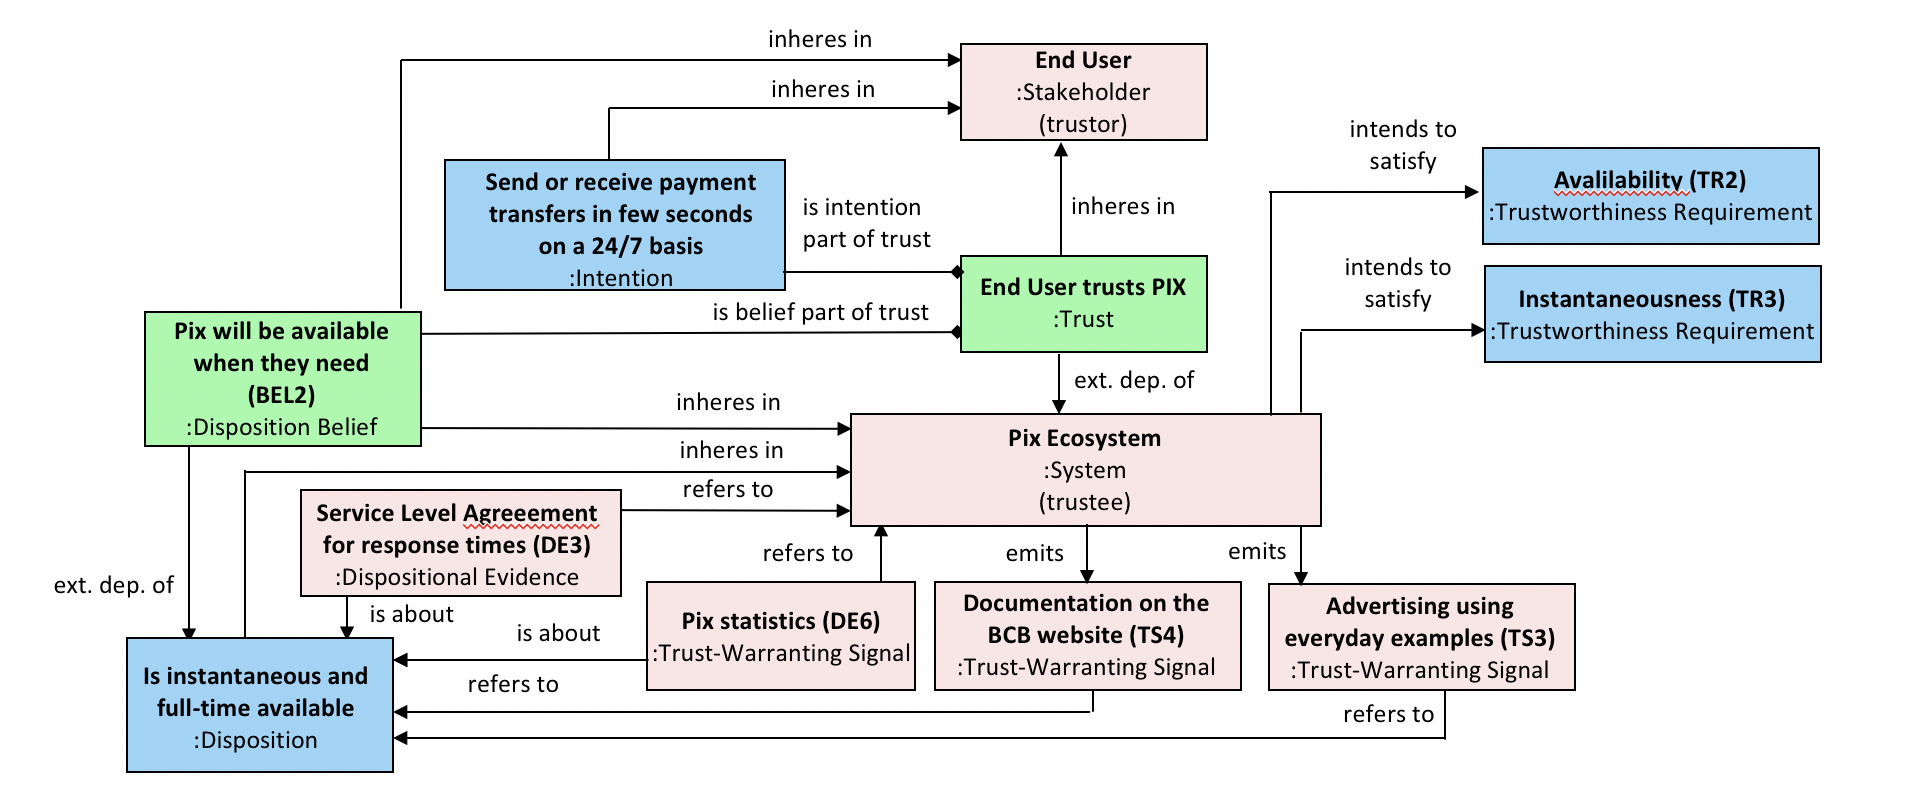 inheres in
End User
:Stakeholder
(trustor)
inheres in
intends to
satisfy
Avalilability (TR2)
:Trustworthiness Requirement
Send or receive payment
transfers in few seconds
on a 24/7 basis
:Intention
is intention
part of trust
inheres in
intends to
satisfy
Instantaneousness (TR3)
:Trustworthiness Requirement
End User trusts PIX
:Trust
is belief part of trust
Pix will be available
when they need
(BEL2)
:Disposition Belief
ext. dep. of
inheres in
inheres in
refers to
Pix Ecosystem
:System
(trustee)
Service Level Agreeement
for response times (DE3)
:Dispositional Evidence
refers to
emits
emits
ext. dep. of
is about
is about
Pix statistics (DE6)
:Trust-Warranting Signal
Documentation on the
BCB website (TS4)
:Trust-Warranting Signal
Advertising using
everyday examples (TS3)
:Trust-Warranting Signal
Is instantaneous and
full-time available
:Disposition
refers to
refers to